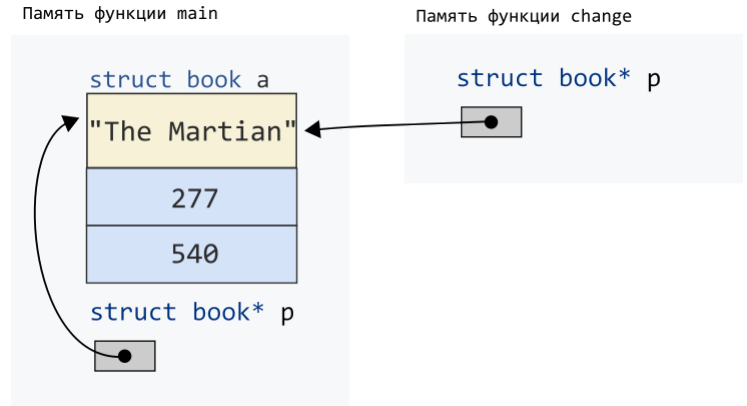 Память функции main
struct book a
"The Martian"
277
540
struct book* p
Память функции change
struct book* p